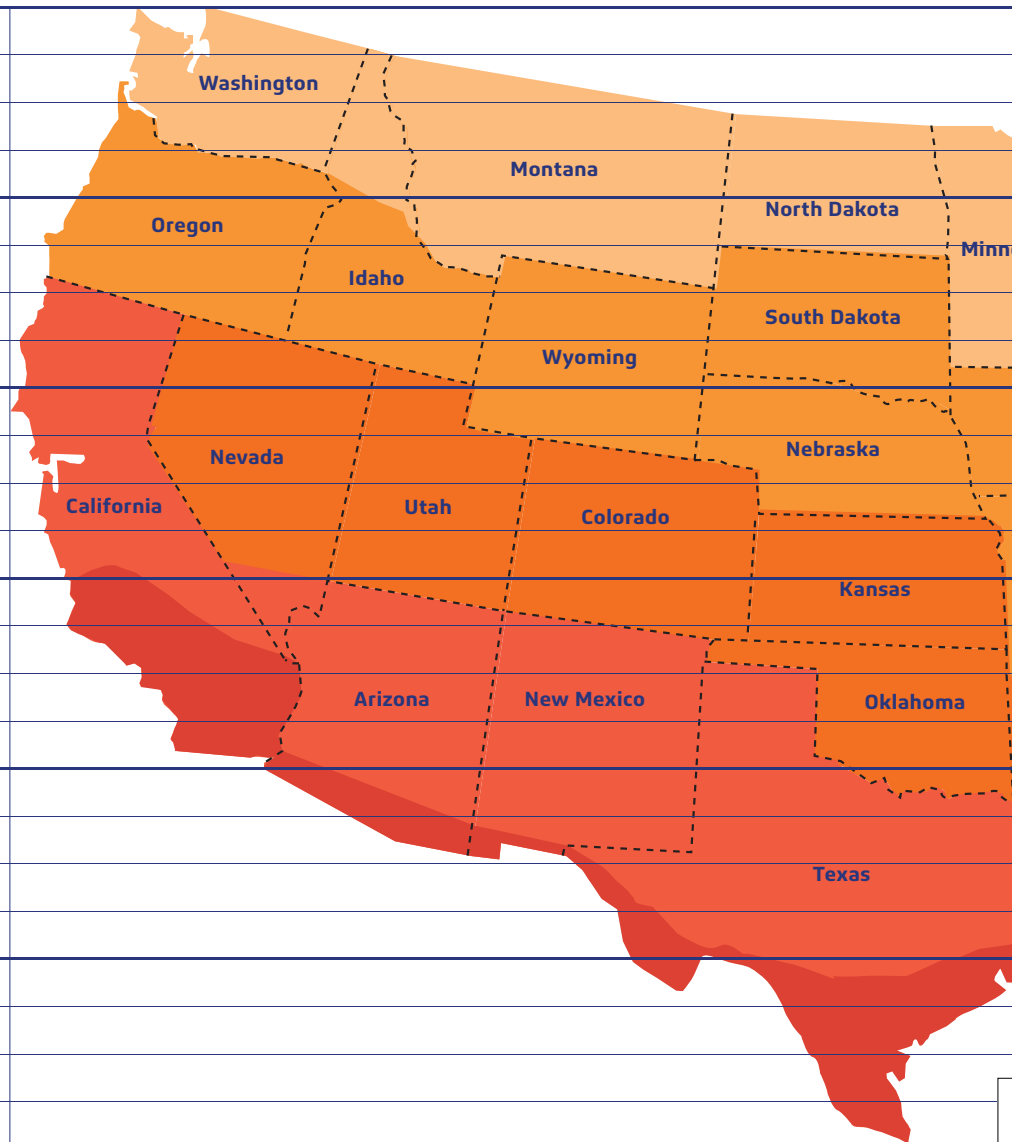 Washington
Montana
North Dakota
Oregon
Minn
Idaho
South Dakota
Wyoming
Nebraska
Nevada
California
Utah
Colorado
Kansas
Arizona
New Mexico
Oklahoma
Texas